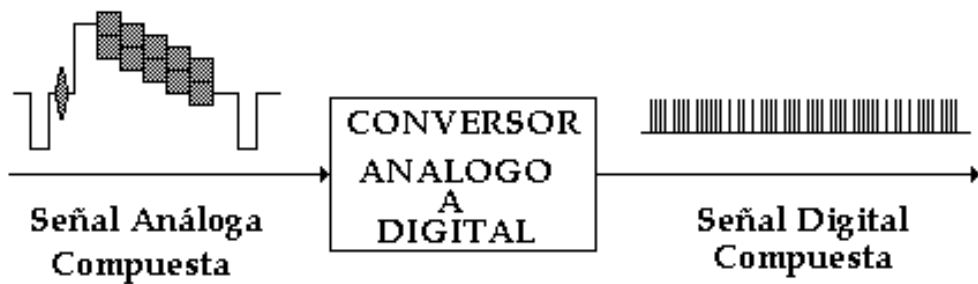 CONVERSOR
ANALOGO
A
DIGITAL
Señal Análoga
Compuesta
Señal Digital
Compuesta